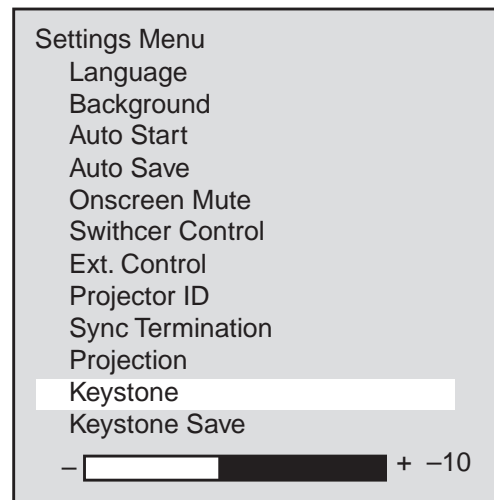 Settings Menu
Language
Background
Auto Start
Auto Save
Onscreen Mute
Swithcer Control
Ext. Control
Projector ID
Sync Termination
Projection
Keystone
Keystone Save
– + –10